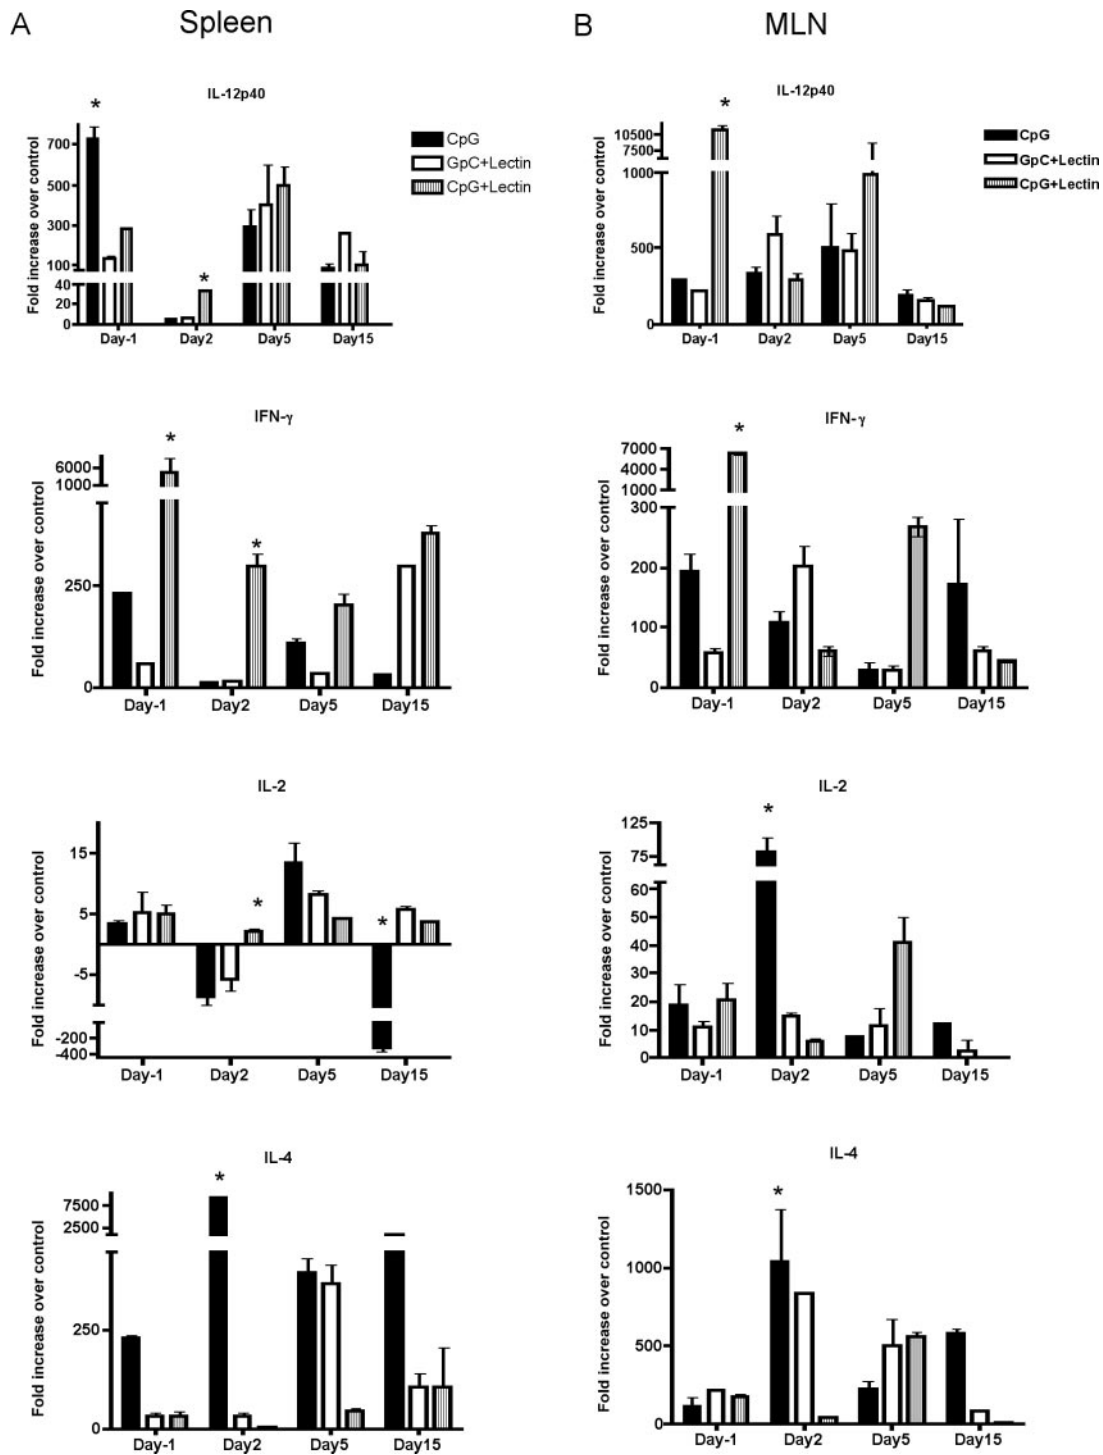 A Spleen
B MLN
IL-12p40
*
700
500
300
100
40
20
0
Fold increase over control
*
Day-1 Day2 Day5 Day15
CpG
GpC+Lectin
CpG+Lectin
IL-12p40
*
10500
7500
1000
500
0
Fold increase over control
Day-1 Day2 Day5 Day15
CpG
GpC+Lectin
CpG+Lectin
IFN-γ
*
6000
1000
250
0
Fold increase over control
*
Day-1 Day2 Day5 Day15
IFN-γ
*
7000
4000
1000
300
200
100
0
Fold increase over control
Day-1 Day2 Day5 Day15
IL-2
15
5
-5
-200
-400
Fold increase over control
* *
Day-1 Day2 Day5 Day15
IL-2
*
125
75
60
50
40
30
20
10
0
Fold increase over control
Day-1 Day2 Day5 Day15
IL-4
*
7500
2500
250
0
Fold increase over control
Day-1 Day2 Day5 Day15
IL-4
*
1500
1000
500
0
Fold increase over control
Day-1 Day2 Day5 Day15